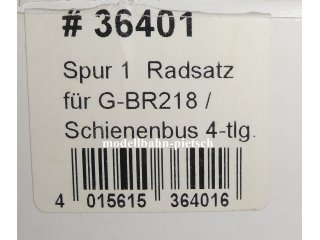 # 36401
Spur 1 Radsatz
für G-BR218 /
Schienenbus 4-tlg.
modellbahn-pietsch
4 015615 364016